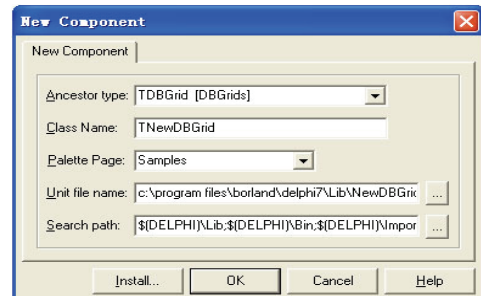 New Component
New Component
Ancestor type: TDBGrid [DBGrids]
Class Name: TNewDBGrid
Palette Page: Samples
Unit file name: c:\program files\borland\delphi7\Lib\NewDBGric ...
Search path: $(DELPHI)\Lib;$(DELPHI)\Bin;$(DELPHI)\Impor ...
Install... OK Cancel Help